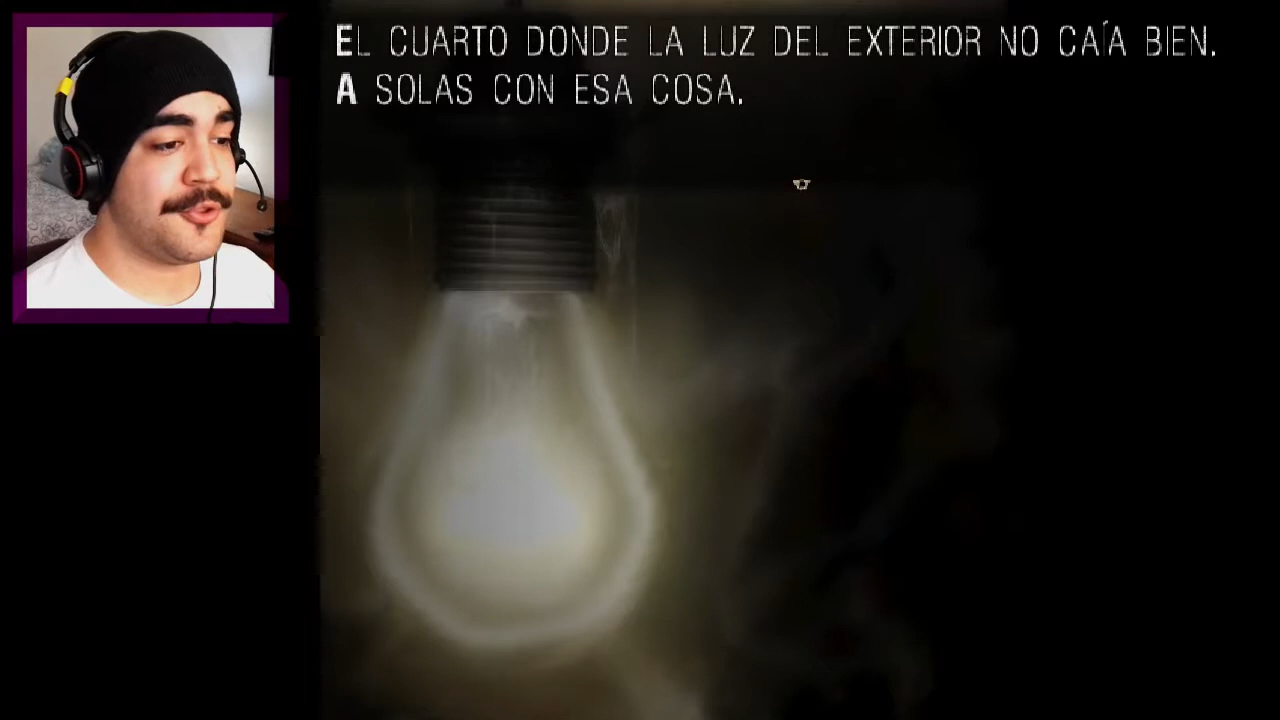 EL CUARTO DONDE LA LUZ DEL EXTERIOR NO CAÍA BIEN.
A SOLAS CON ESA COSA.